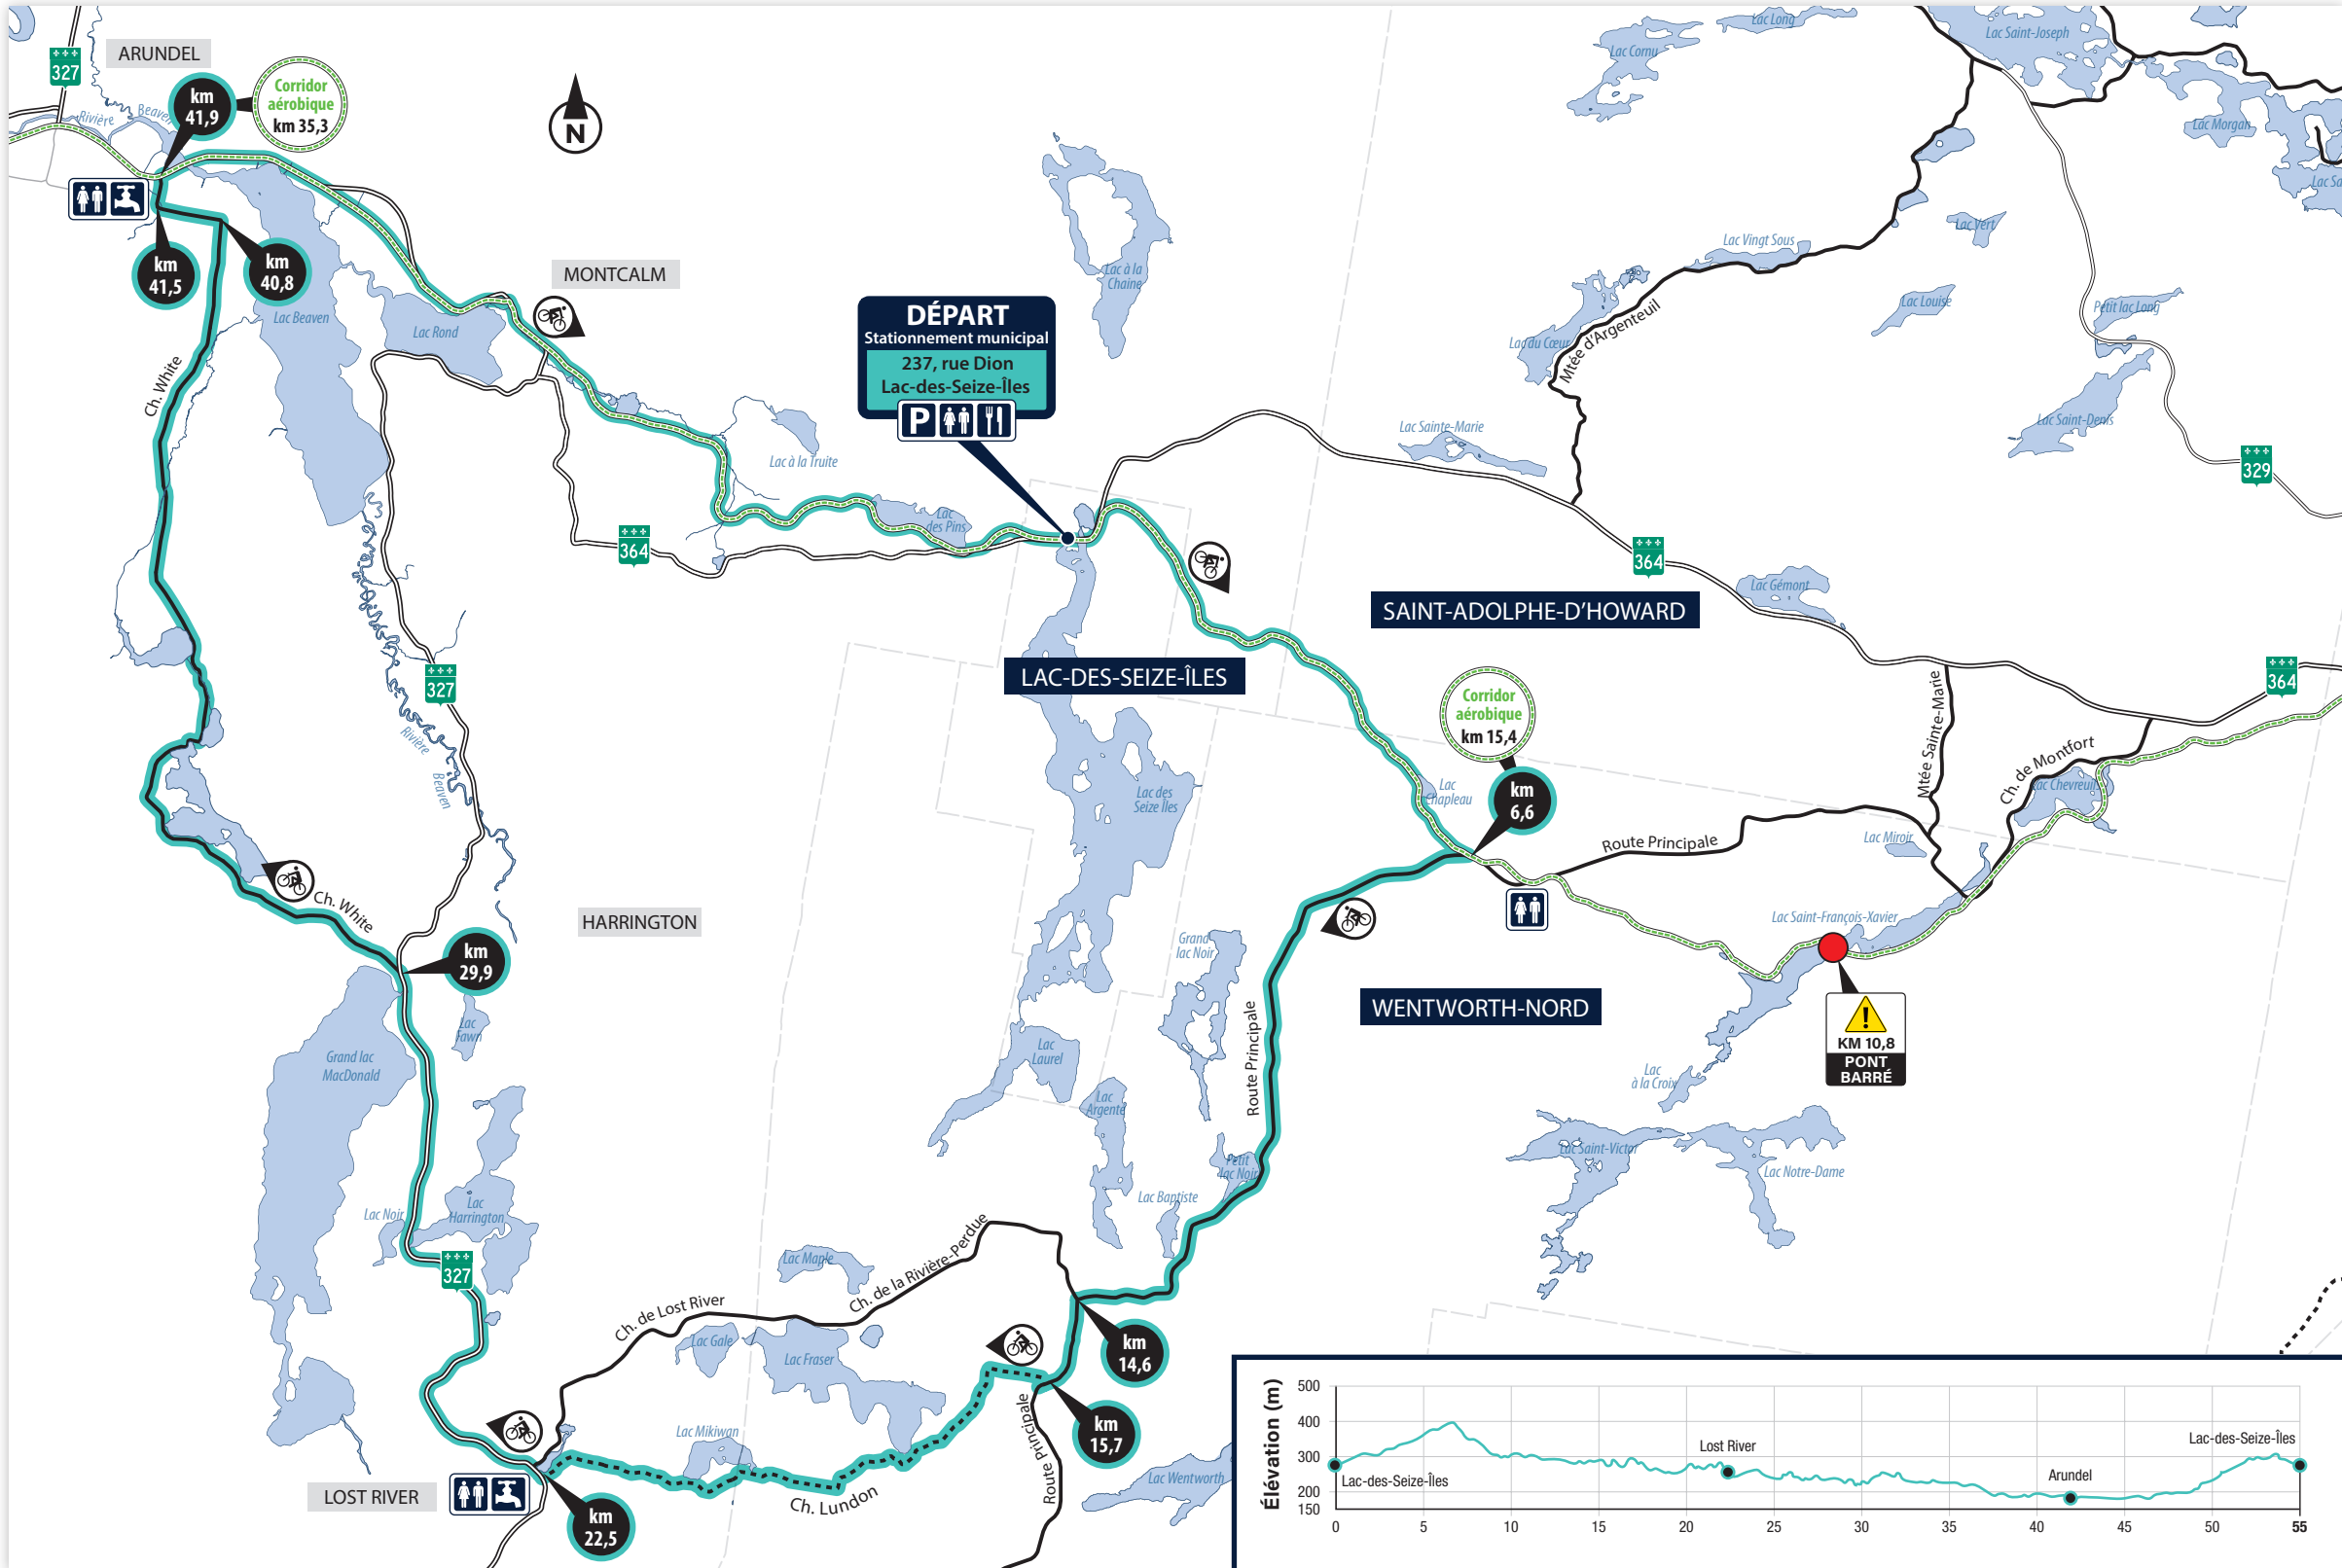 ARUNDEL
327
km
41,9
Corridor
aérobique
km 35,3
N
Rivière
Beaven
km
41,5
km
40,8
MONTCALM
Lac Beaven
Lac Rond
Ch. White
DÉPART
Stationnement municipal
237, rue Dion
Lac-des-Seize-Îles
P
Lac à la Chaine
Lac à la Truite
Lac
des Pins
364
Lac Cornu
Lac Long
Lac Saint-Joseph
Lac Morgan
Lac Vingt Sous
Lac Vert
Lac Louise
Petit lac Long
Lac du Cœur
Mtée d'Argenteuil
Lac Saint-Denis
Lac Sainte-Marie
329
364
Lac Gémont
SAINT-ADOLPHE-D'HOWARD
LAC-DES-SEIZE-ÎLES
364
327
Rivière
Beaven
Corridor
aérobique
km 15,4
km
6,6
Lac
Chapleau
Lac des
Seize Îles
Mtée Sainte-Marie
Ch. de Montfort
Lac Chevreuil
Route Principale
Lac Miroir
Lac Saint-François-Xavier
Ch. White
HARRINGTON
km
29,9
Lac
Fawn
Grand lac
MacDonald
Grand
lac Noir
WENTWORTH-NORD
KM 10,8
PONT
BARRÉ
Lac
Laurel
Lac
Argenté
Route Principale
Lac
à la Croix
Lac Saint-Victor
Lac Notre-Dame
Petit
lac Noir
Lac Baptiste
Lac Noir
Lac
Harrington
327
Lac Maple
Ch. de la Rivière-Perdue
Ch. de Lost River
Lac Gale
Lac Fraser
km
14,6
km
15,7
Lac Mikiwan
Route Principale
Lac Wentworth
LOST RIVER
km
22,5
Ch. Lundon
Élévation (m)
500
400
300
200
150
Lac-des-Seize-Îles
Lost River
Arundel
Lac-des-Seize-Îles
0
5
10
15
20
25
30
35
40
45
50
55